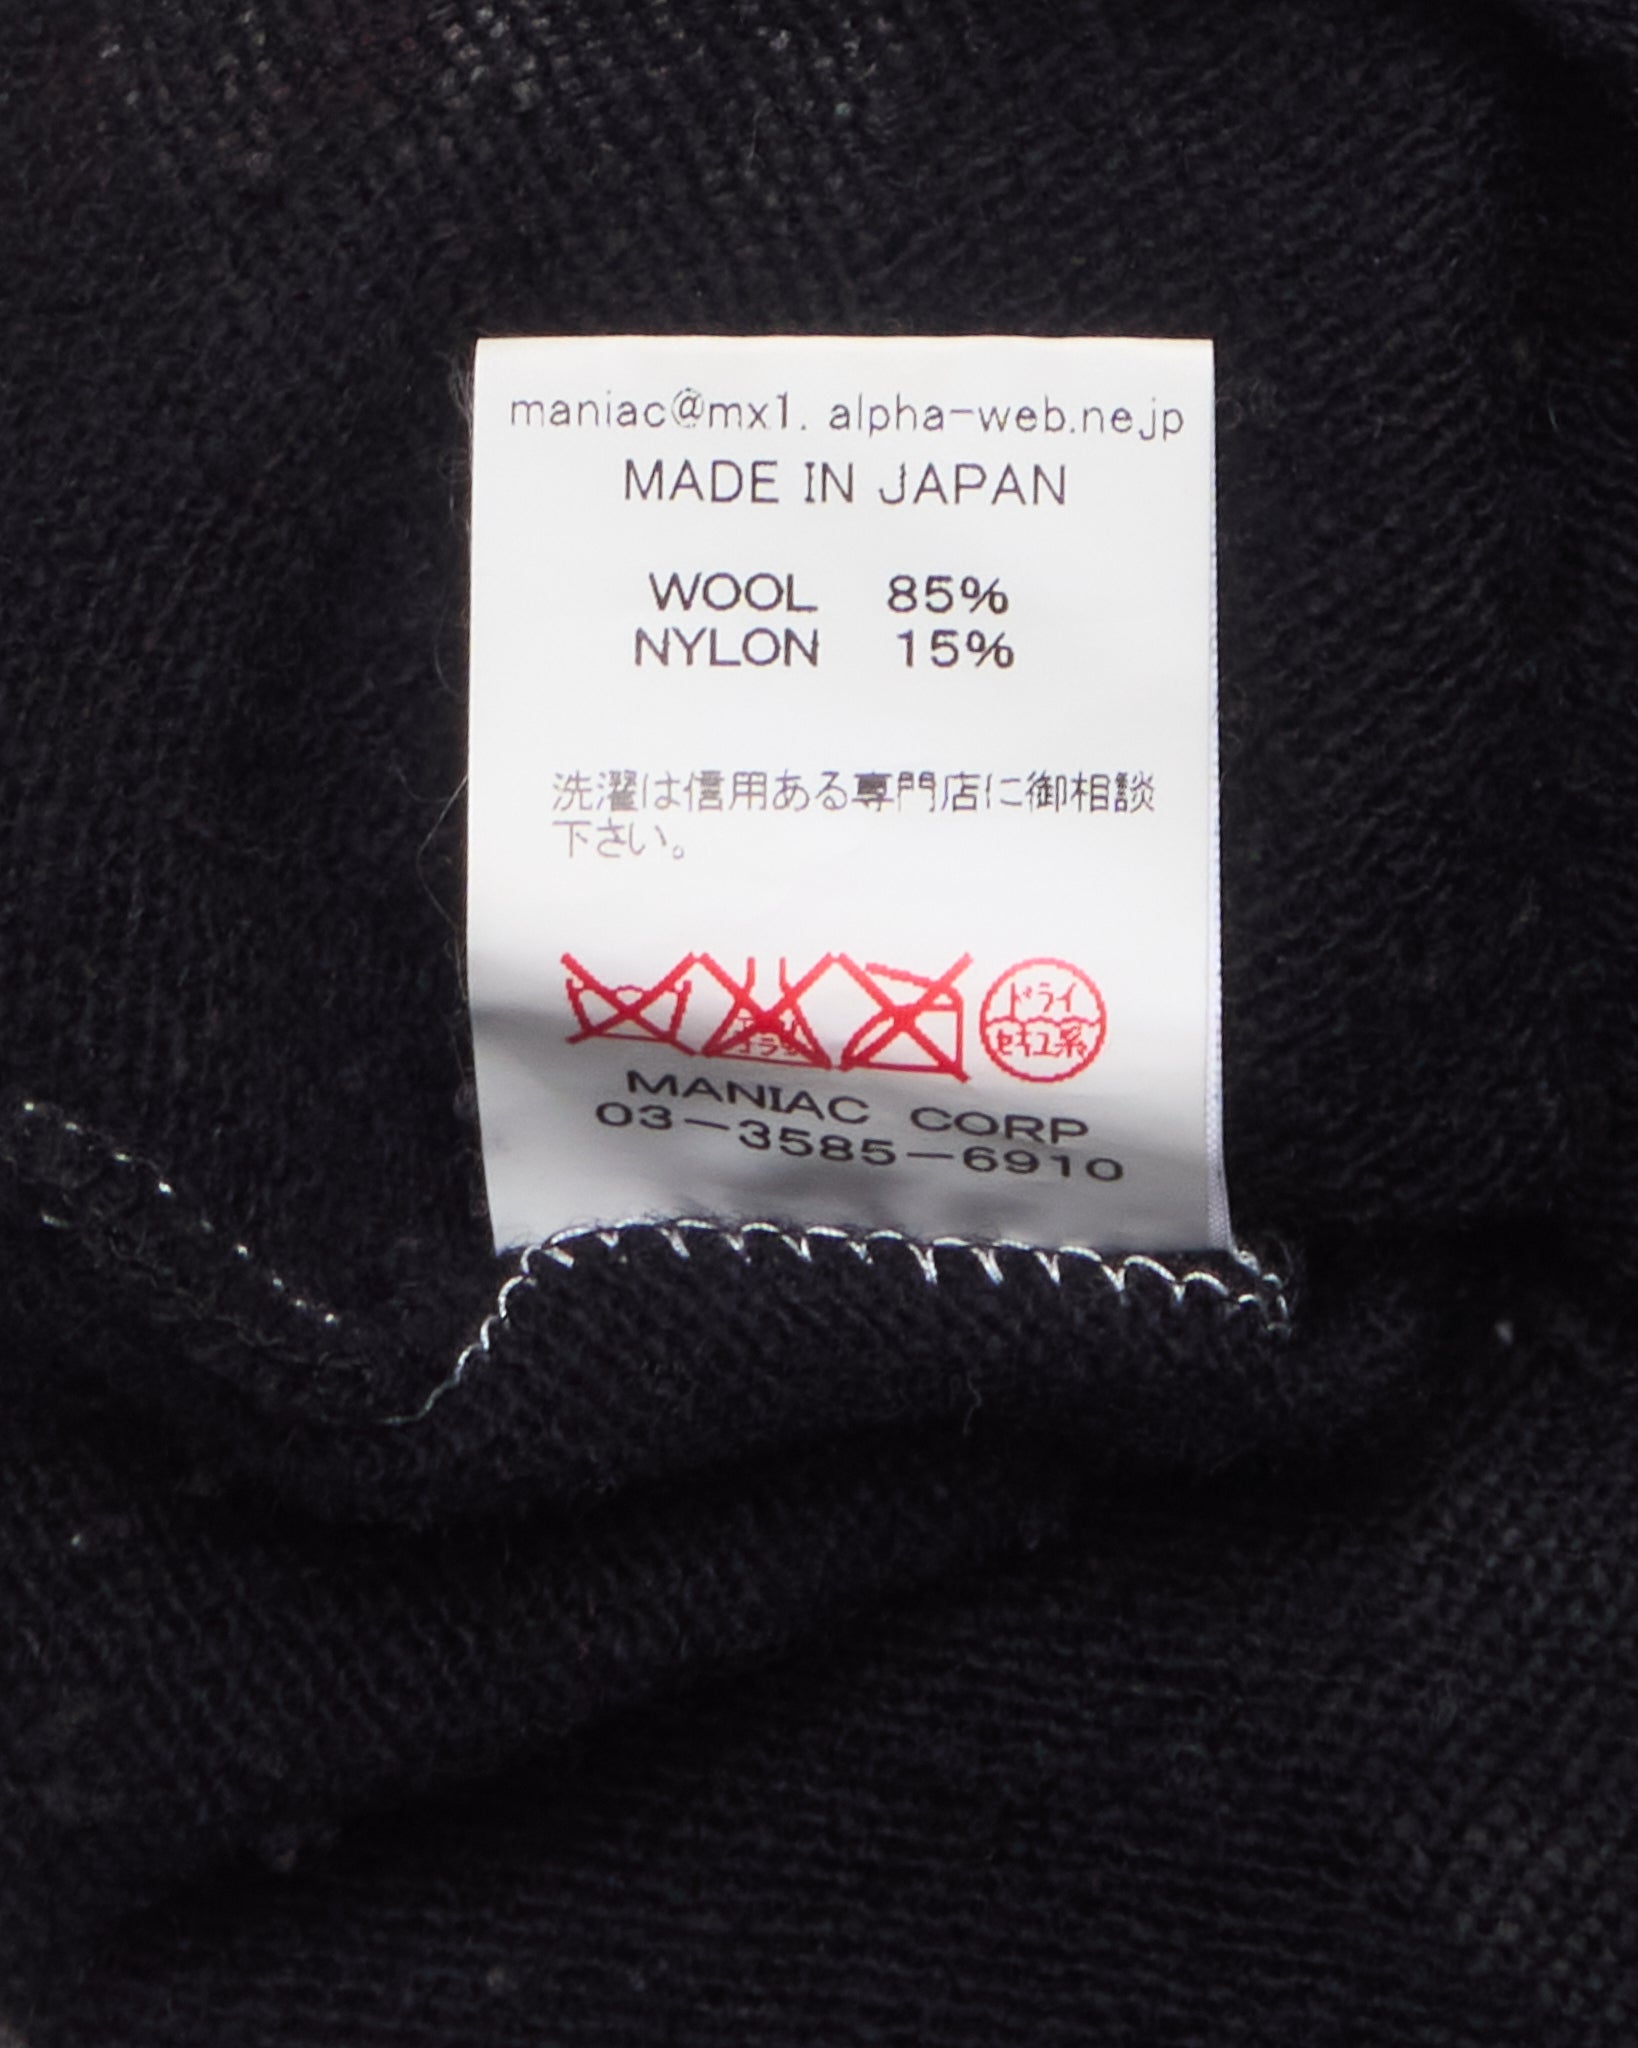 maniac@mx1. alpha-web.ne.jp
MADE IN JAPAN
WOOL 85%
NYLON 15%
洗濯は信用ある専門店に御相談
下さい。
ドライ
セキユ系
MANIAC CORP
03-3585-6910